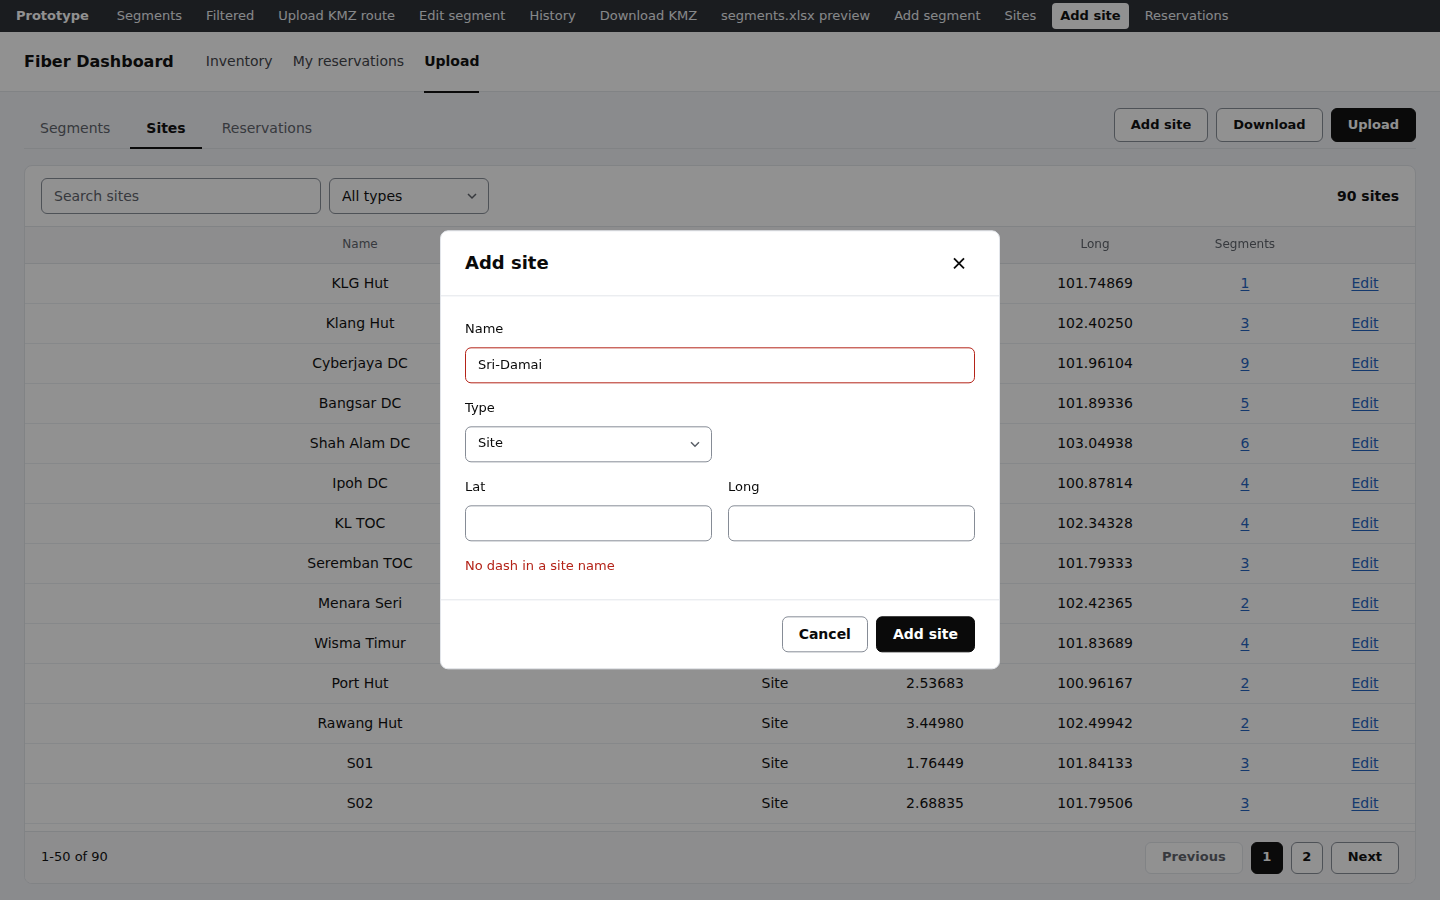 Prototype Segments Filtered Upload KMZ route Edit segment History Download KMZ segments.xlsx preview Add segment Sites Add site Reservations
Fiber Dashboard Inventory My reservations Upload
Segments Sites Reservations Add site Download Upload
Search sites All types 90 sites
Name Long Segments
KLG Hut 101.74869 1 Edit
Klang Hut 102.40250 3 Edit
Cyberjaya DC 101.96104 9 Edit
Bangsar DC 101.89336 5 Edit
Shah Alam DC 103.04938 6 Edit
Ipoh DC 100.87814 4 Edit
KL TOC 102.34328 4 Edit
Seremban TOC 101.79333 3 Edit
Menara Seri 102.42365 2 Edit
Wisma Timur 101.83689 4 Edit
Port Hut Site 2.53683 100.96167 2 Edit
Rawang Hut Site 3.44980 102.49942 2 Edit
S01 Site 1.76449 101.84133 3 Edit
S02 Site 2.68835 101.79506 3 Edit
1-50 of 90 Previous 1 2 Next
Add site
Name
Sri-Damai
Type
Site
Lat Long
No dash in a site name
Cancel Add site